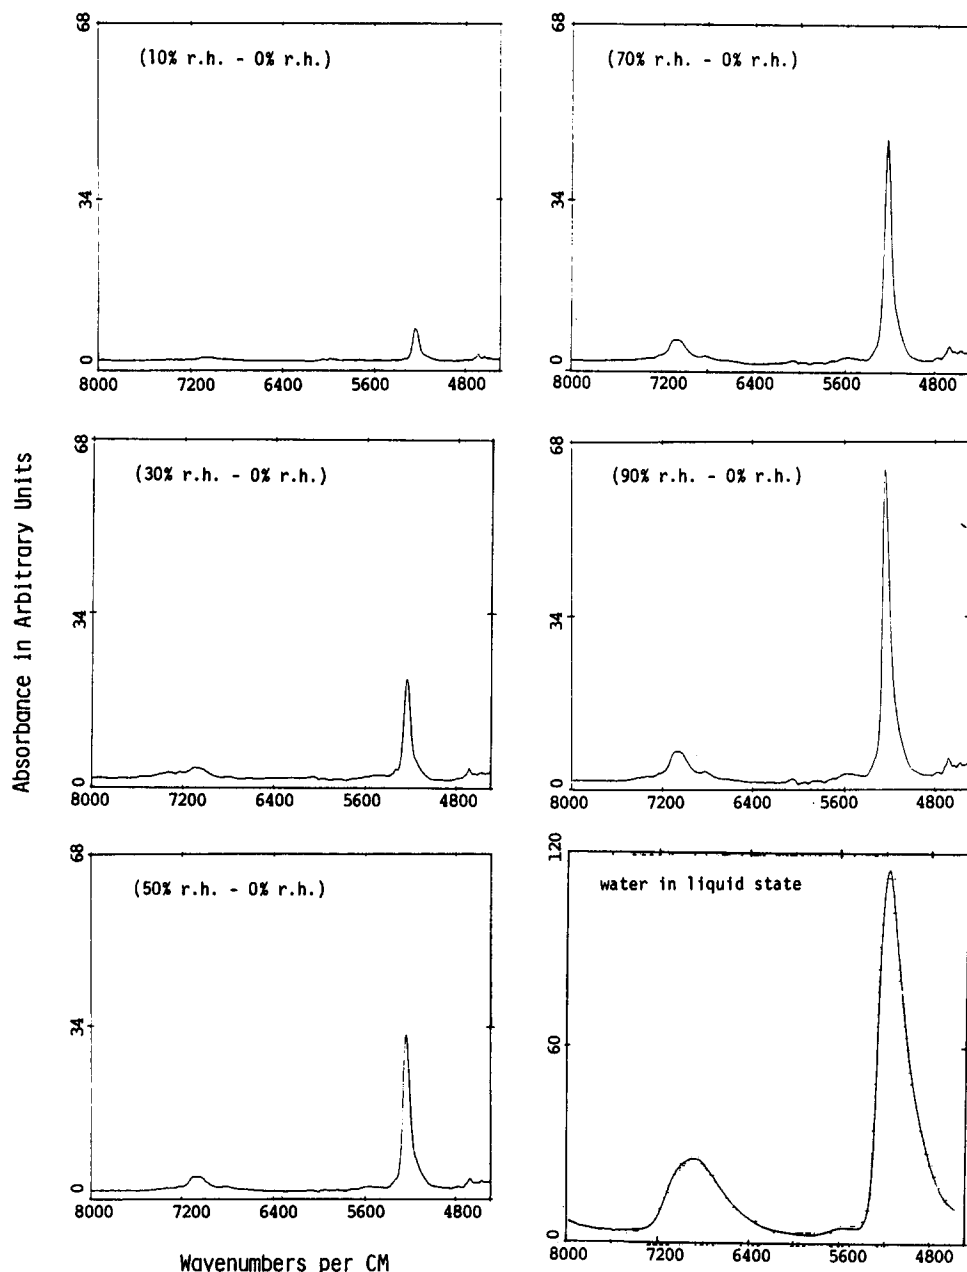 Absorbance in Arbitrary Units
68
(10% r.h. - 0% r.h.)
34
0
8000 7200 6400 5600 4800
68
(70% r.h. - 0% r.h.)
34
0
8000 7200 6400 5600 4800
68
(30% r.h. - 0% r.h.)
34
0
8000 7200 6400 5600 4800
68
(90% r.h. - 0% r.h.)
34
0
8000 7200 6400 5600 4800
68
(50% r.h. - 0% r.h.)
34
0
8000 7200 6400 5600 4800
120
water in liquid state
60
0
8000 7200 6400 5600 4800
Wavenumbers per CM